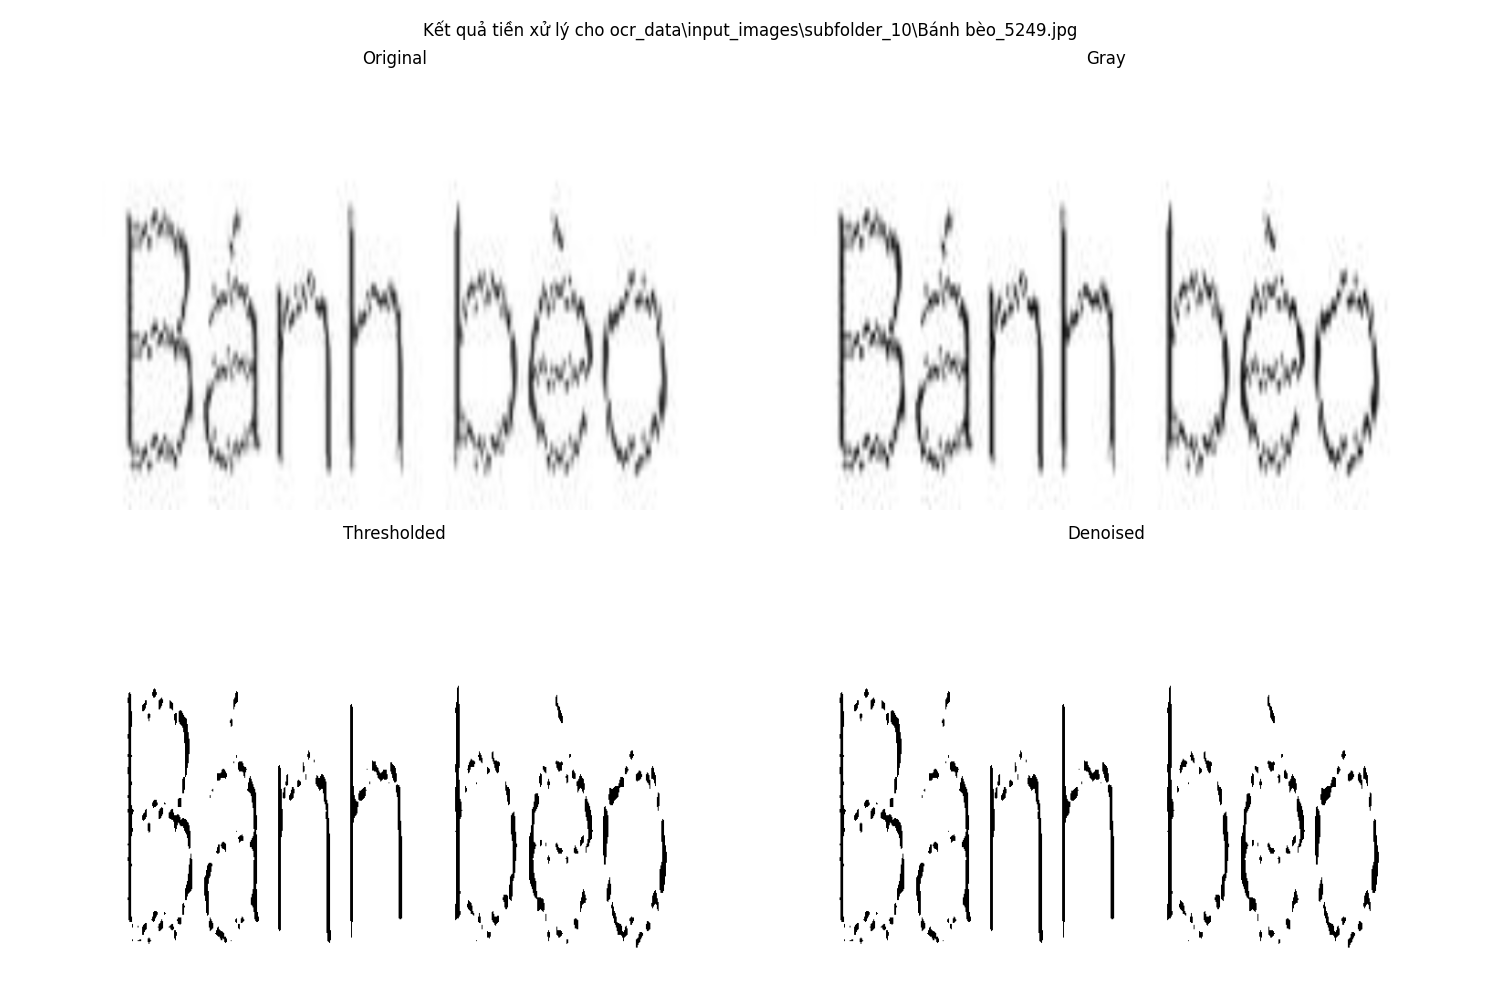 Kết quả tiền xử lý cho ocr_data\input_images\subfolder_10\Bánh bèo_5249.jpg
Original
Gray
Bánh bèo
Bánh bèo
Thresholded
Denoised
Bánh bèo
Bánh bèo